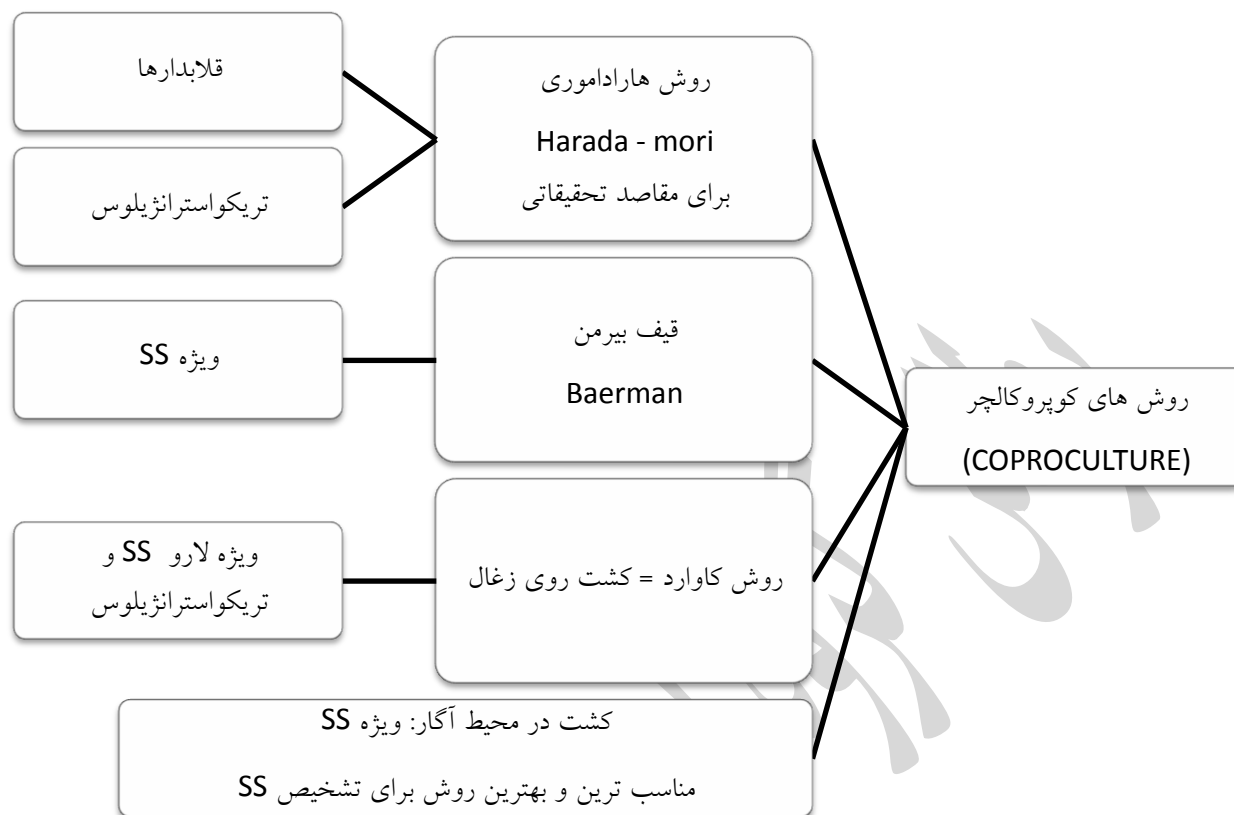 روش های کوپروکالچر
(COPROCULTURE)
روش هاراداموری
Harada - mori
برای مقاصد تحقیقاتی
قلابدارها
تریکواسترانژیلوس
قیف بیرمن
Baerman
ویژه SS
روش کاوارد = کشت روی زغال
ویژه لارو SS و
تریکواسترانژیلوس
کشت در محیط آگار: ویژه SS
مناسب ترین و بهترین روش برای تشخیص SS